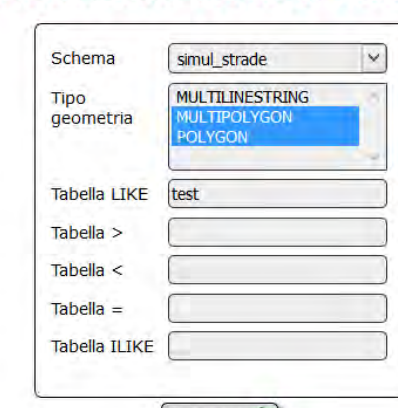 Schema simul_strade
Tipo geometria MULTILINESTRING
MULTIPOLYGON
POLYGON
Tabella LIKE test
Tabella >
Tabella <
Tabella =
Tabella ILIKE